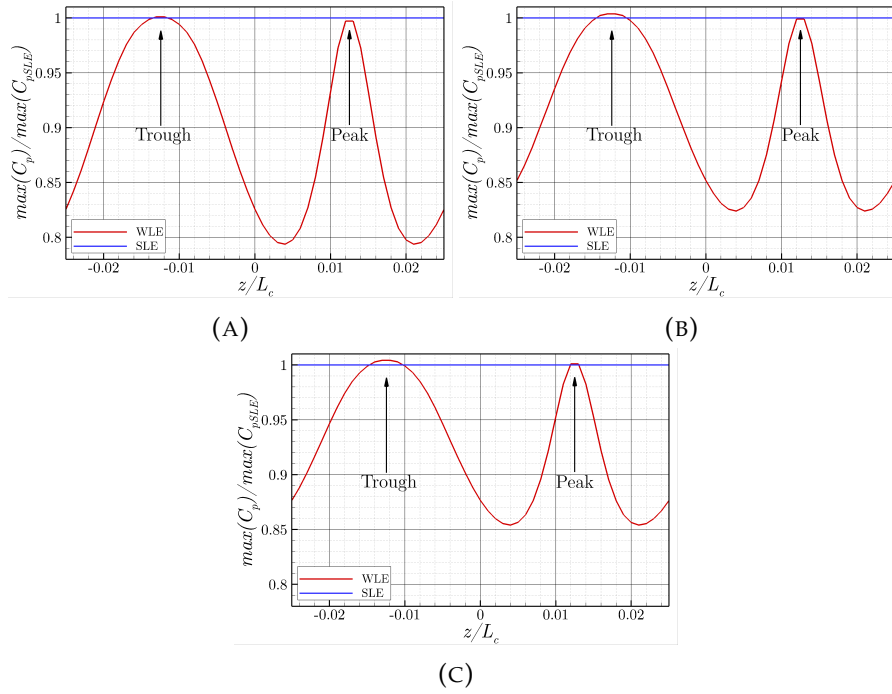 max(C_p)/max(C_pSLE)
1
0.95
0.9
0.85
0.8
Trough
Peak
WLE
SLE
-0.02
-0.01
0
0.01
0.02
z/L_c
(A)
max(C_p)/max(C_pSLE)
1
0.95
0.9
0.85
0.8
Trough
Peak
WLE
SLE
-0.02
-0.01
0
0.01
0.02
z/L_c
(B)
max(C_p)/max(C_pSLE)
1
0.95
0.9
0.85
0.8
Trough
Peak
WLE
SLE
-0.02
-0.01
0
0.01
0.02
z/L_c
(C)